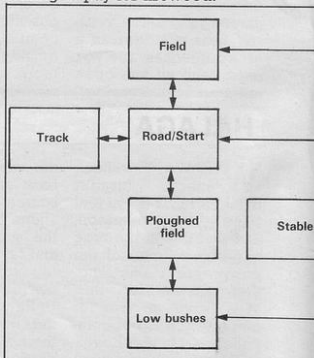 Field
Track
Road/Start
Ploughed
field
Stable
Low bushes